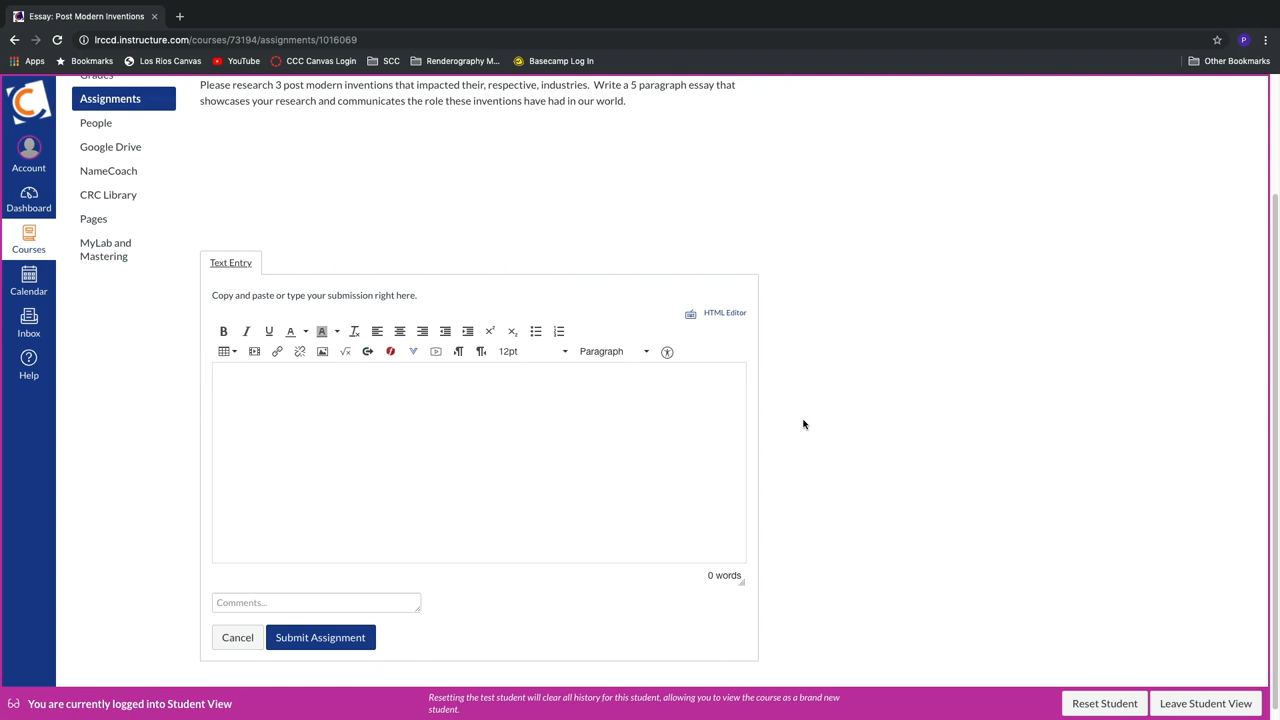 Essay: Post Modern Inventions
lrccd.instructure.com/courses/73194/assignments/1016069
P
Apps
Bookmarks
Los Rios Canvas
YouTube
CCC Canvas Login
SCC
Renderography M...
Basecamp Log In
Other Bookmarks
Account
Dashboard
Courses
Calendar
Inbox
Help
Grades
Assignments
People
Google Drive
NameCoach
CRC Library
Pages
MyLab and
Mastering
Please research 3 post modern inventions that impacted their, respective, industries. Write a 5 paragraph essay that
showcases your research and communicates the role these inventions have had in our world.
Text Entry
Copy and paste or type your submission right here.
HTML Editor
12pt
Paragraph
0 words
Comments...
Cancel
Submit Assignment
You are currently logged into Student View
Resetting the test student will clear all history for this student, allowing you to view the course as a brand new
student.
Reset Student
Leave Student View